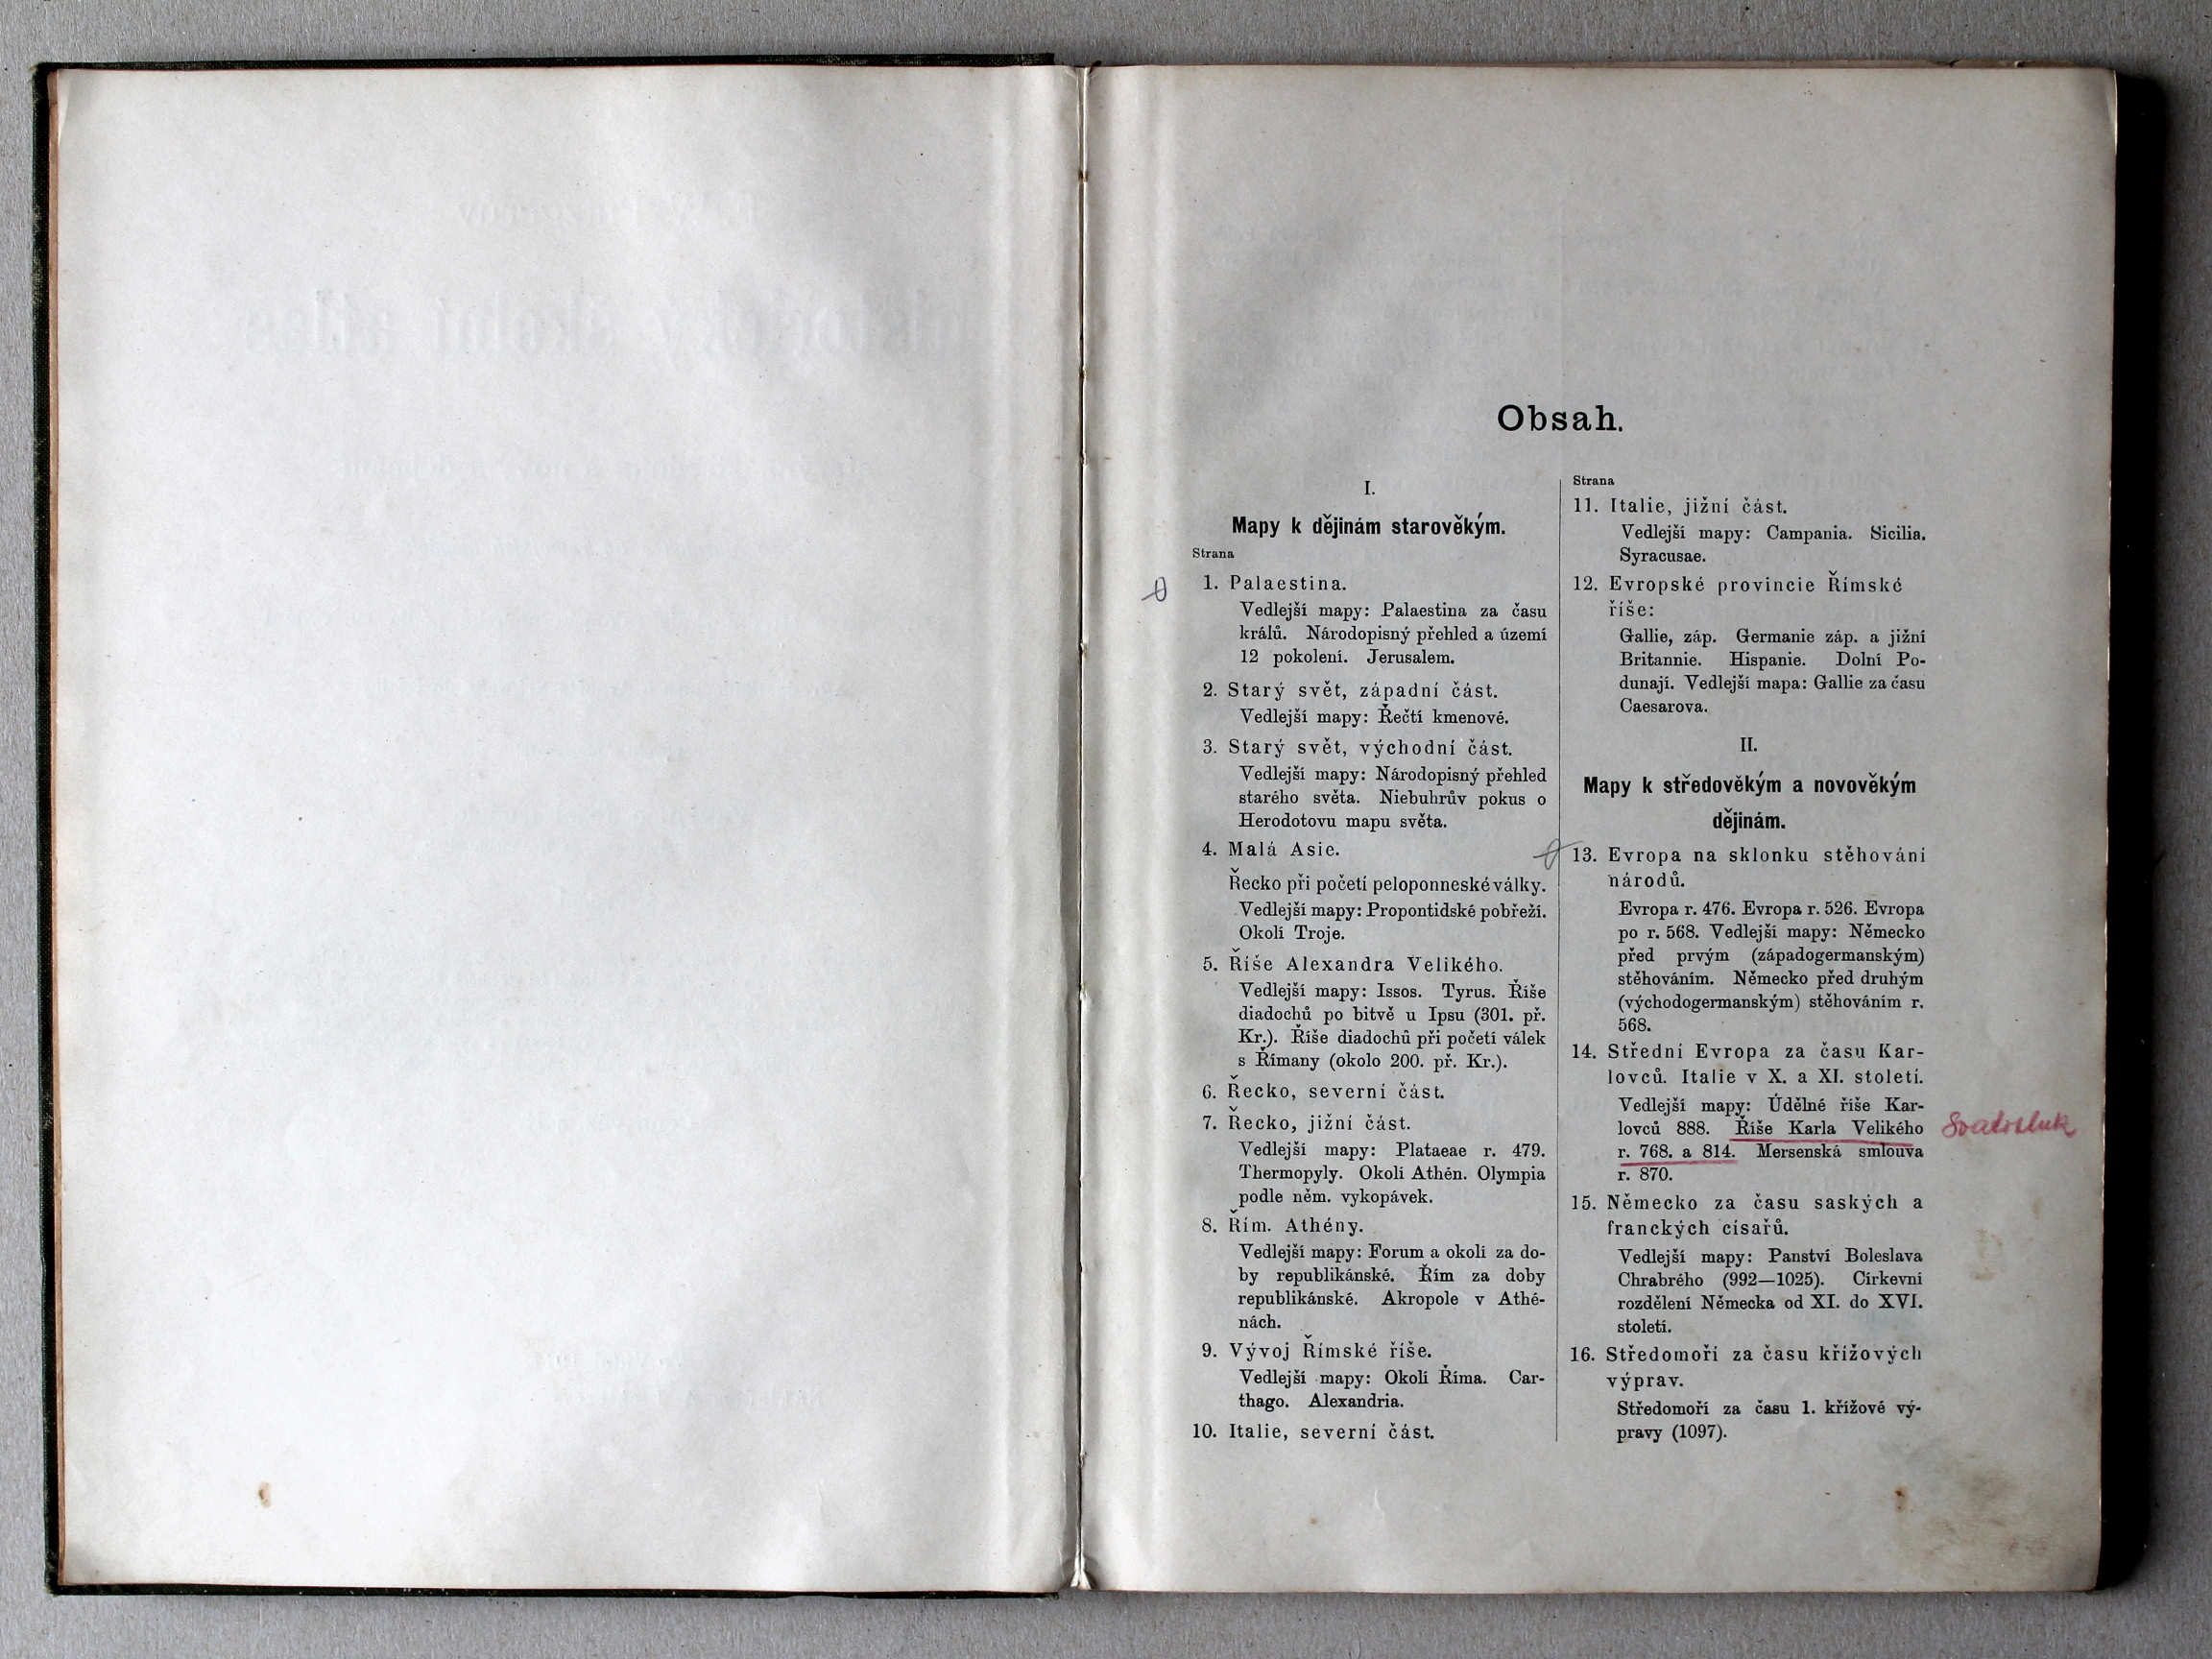 Obsah.
I.
Mapy k dějinám starověkým.
Strana
1. Palaestina.
Vedlejší mapy: Palaestina za času
králů. Národopisný přehled a území
12 pokolení. Jerusalem.
2. Starý svět, západní část.
Vedlejší mapy: Řečtí kmenové.
3. Starý svět, východní část.
Vedlejší mapy: Národopisný přehled
starého světa. Niebuhrův pokus o
Herodotovu mapu světa.
4. Malá Asie.
Řecko při početí peloponneské války.
Vedlejší mapy: Propontidské pobřeží.
Okolí Troje.
5. Říše Alexandra Velikého.
Vedlejší mapy: Issos. Tyrus. Říše
diadochů po bitvě u Ipsu (301. př.
Kr.). Říše diadochů při početí válek
s Římany (okolo 200. př. Kr.).
6. Řecko, severní část.
7. Řecko, jižní část.
Vedlejší mapy: Plataeae r. 479.
Thermopyly. Okolí Athén. Olympia
podle něm. vykopávek.
8. Řím. Athény.
Vedlejší mapy: Forum a okolí za do-
by republikánské. Řím za doby
republikánské. Akropole v Athé-
nách.
9. Vývoj Římské říše.
Vedlejší mapy: Okolí Říma. Car-
thago. Alexandria.
10. Italie, severní část.
Strana
11. Italie, jižní část.
Vedlejší mapy: Campania. Sicilia.
Syracusae.
12. Evropské provincie Římské
říše:
Gallie, záp. Germanie záp. a jižní
Britannie. Hispanie. Dolní Po-
dunají. Vedlejší mapa: Gallie za času
Caesarova.
II.
Mapy k středověkým a novověkým
dějinám.
13. Evropa na sklonku stěhování
národů.
Evropa r. 476. Evropa r. 526. Evropa
po r. 568. Vedlejší mapy: Německo
před prvým (západogermanským)
stěhováním. Německo před druhým
(východogermanským) stěhováním r.
568.
14. Střední Evropa za času Kar-
lovců. Italie v X. a XI. století.
Vedlejší mapy: Údělné říše Kar-
lovců 888. Říše Karla Velikého
Svatopluk
r. 768. a 814. Mersenská smlouva
r. 870.
15. Německo za času saských a
franckých císařů.
Vedlejší mapy: Panství Boleslava
Chrabrého (992—1025). Církevní
rozdělení Německa od XI. do XVI.
století.
16. Středomoří za času křížových
výprav.
Středomoří za času 1. křížové vý-
pravy (1097).